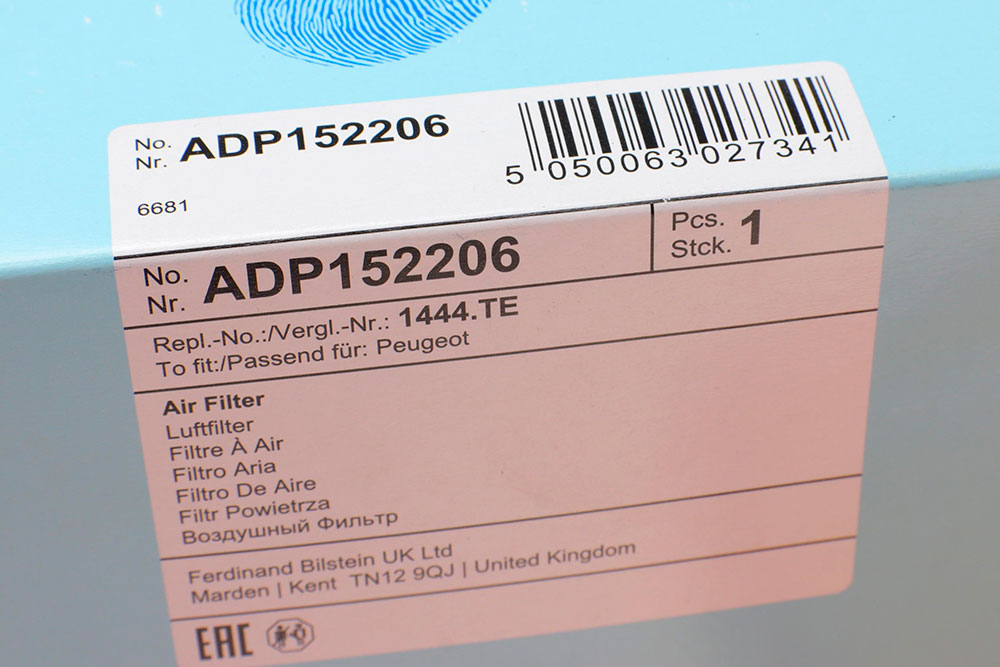 No. ADP152206
Nr.
5 050063 027341
6681
No. ADP152206
Nr.
Pcs. 1
Stck.
Repl.-No.:/Vergl.-Nr.: 1444.TE
To fit:/Passend für: Peugeot
Air Filter
Luftfilter
Filtre À Air
Filtro Aria
Filtro De Aire
Filtr Powietrza
Воздушный Фильтр
Ferdinand Bilstein UK Ltd
Marden | Kent TN12 9QJ | United Kingdom
EAC